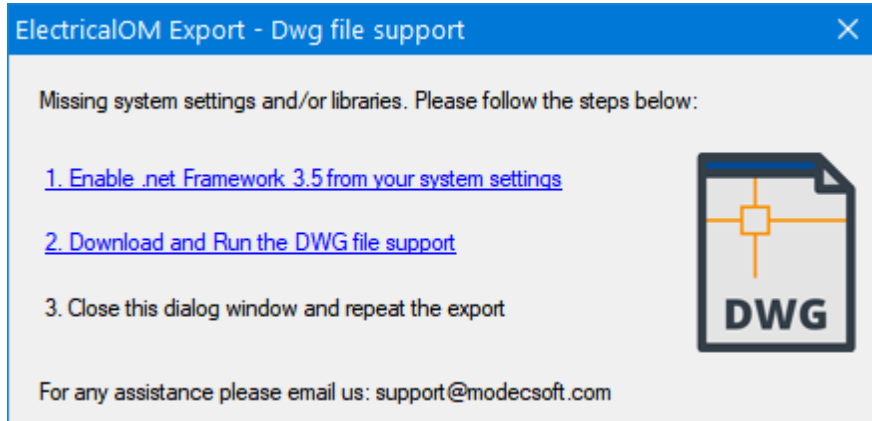 ElectricalOM Export - Dwg file support
Missing system settings and/or libraries. Please follow the steps below:
1. Enable .net Framework 3.5 from your system settings
2. Download and Run the DWG file support
3. Close this dialog window and repeat the export
DWG
For any assistance please email us: support@modecsoft.com